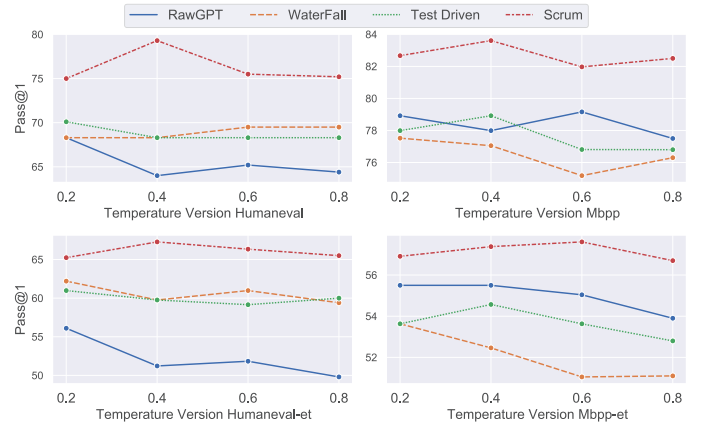 RawGPT WaterFall Test Driven Scrum
80
75
70
65
Pass@1
0.2 0.4 0.6 0.8
Temperature Version Humaneval
84
82
80
78
76
0.2 0.4 0.6 0.8
Temperature Version Mbpp
65
60
55
50
Pass@1
0.2 0.4 0.6 0.8
Temperature Version Humaneval-et
56
54
52
0.2 0.4 0.6 0.8
Temperature Version Mbpp-et